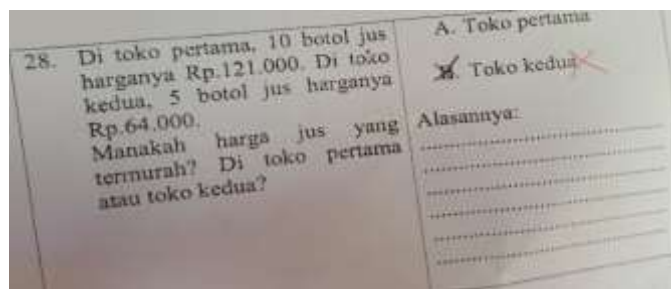 28. Di toko pertama, 10 botol jus
harganya Rp.121.000. Di toko
kedua, 5 botol jus harganya
Rp.64.000.
Manakah harga jus yang
termurah? Di toko pertama
atau toko kedua?
A. Toko pertama
B. Toko kedua
Alasannya: